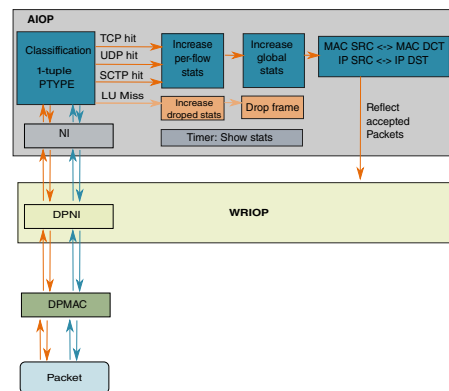 AIOP
Classiffication
1-tuple
PTYPE
TCP hit
UDP hit
SCTP hit
LU Miss
Increase
per-flow
stats
Increase
global
stats
MAC SRC <-> MAC DCT
IP SRC <-> IP DST
Increase
droped stats
Drop frame
Reflect
accepted
Packets
NI
Timer: Show stats
DPNI
WRIOP
DPMAC
Packet